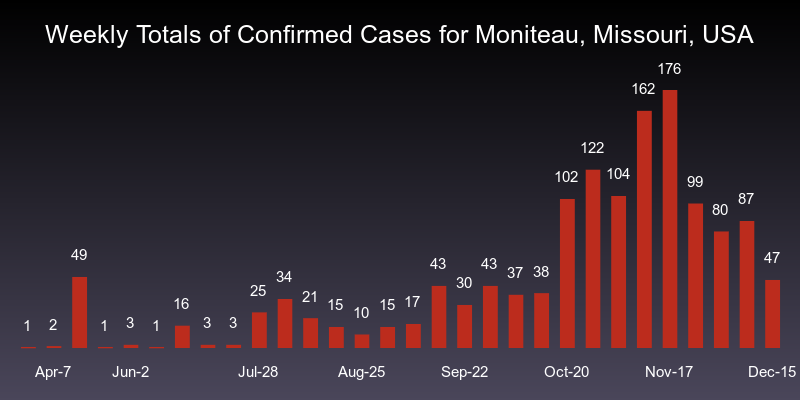 Weekly Totals of Confirmed Cases for Moniteau, Missouri, USA
1 2 49 1 3 1 16 3 3 25 34 21 15 10 15 17 43 30 43 37 38 102 122 104 162 176 99 80 87 47
Apr-7 Jun-2 Jul-28 Aug-25 Sep-22 Oct-20 Nov-17 Dec-15